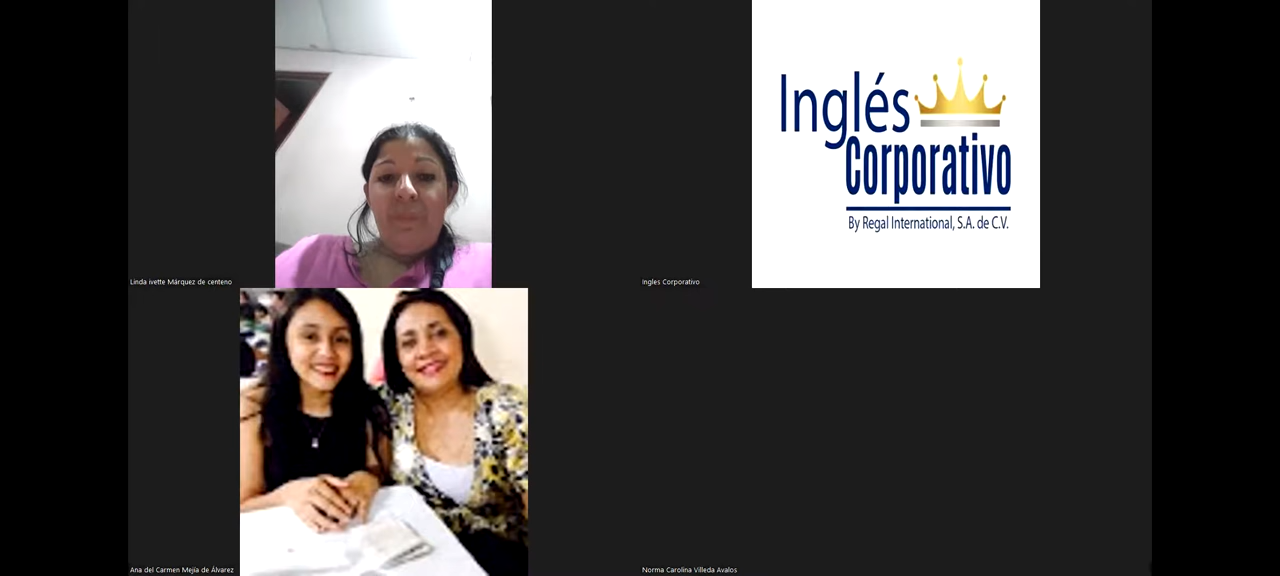 Inglés
Corporativo
By Regal International, S.A. de C.V.
Linda ivette Márquez de centeno
Ingles Corporativo
Ana del Carmen Mejía de Álvarez
Norma Carolina Villeda Avalos